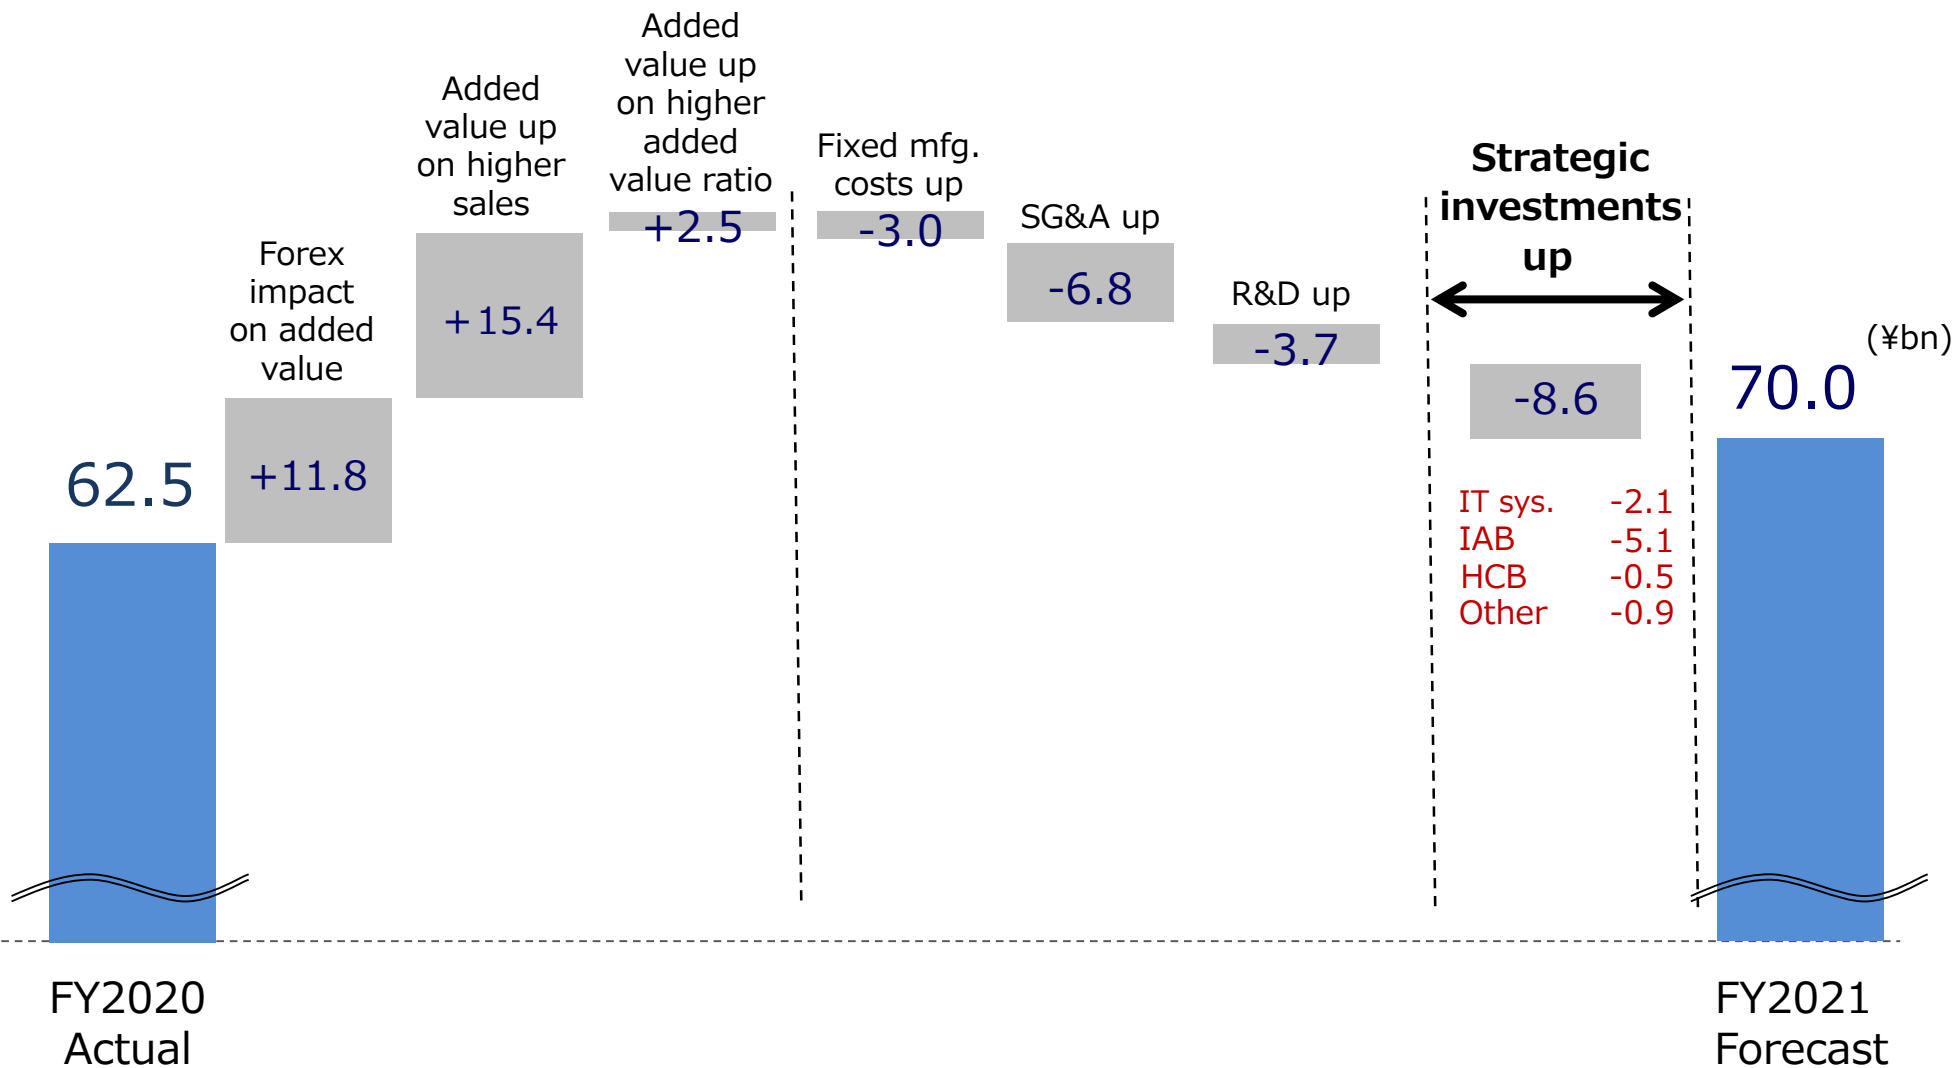 62.5
Forex
impact
on added
value
+11.8
Added
value up
on higher
sales
+15.4
Added
value up
on higher
added
value ratio
+2.5
Fixed mfg.
costs up
-3.0
SG&A up
-6.8
R&D up
-3.7
Strategic
investments
up
-8.6
IT sys. -2.1
IAB -5.1
HCB -0.5
Other -0.9
(¥bn)
70.0
FY2020
Actual
FY2021
Forecast